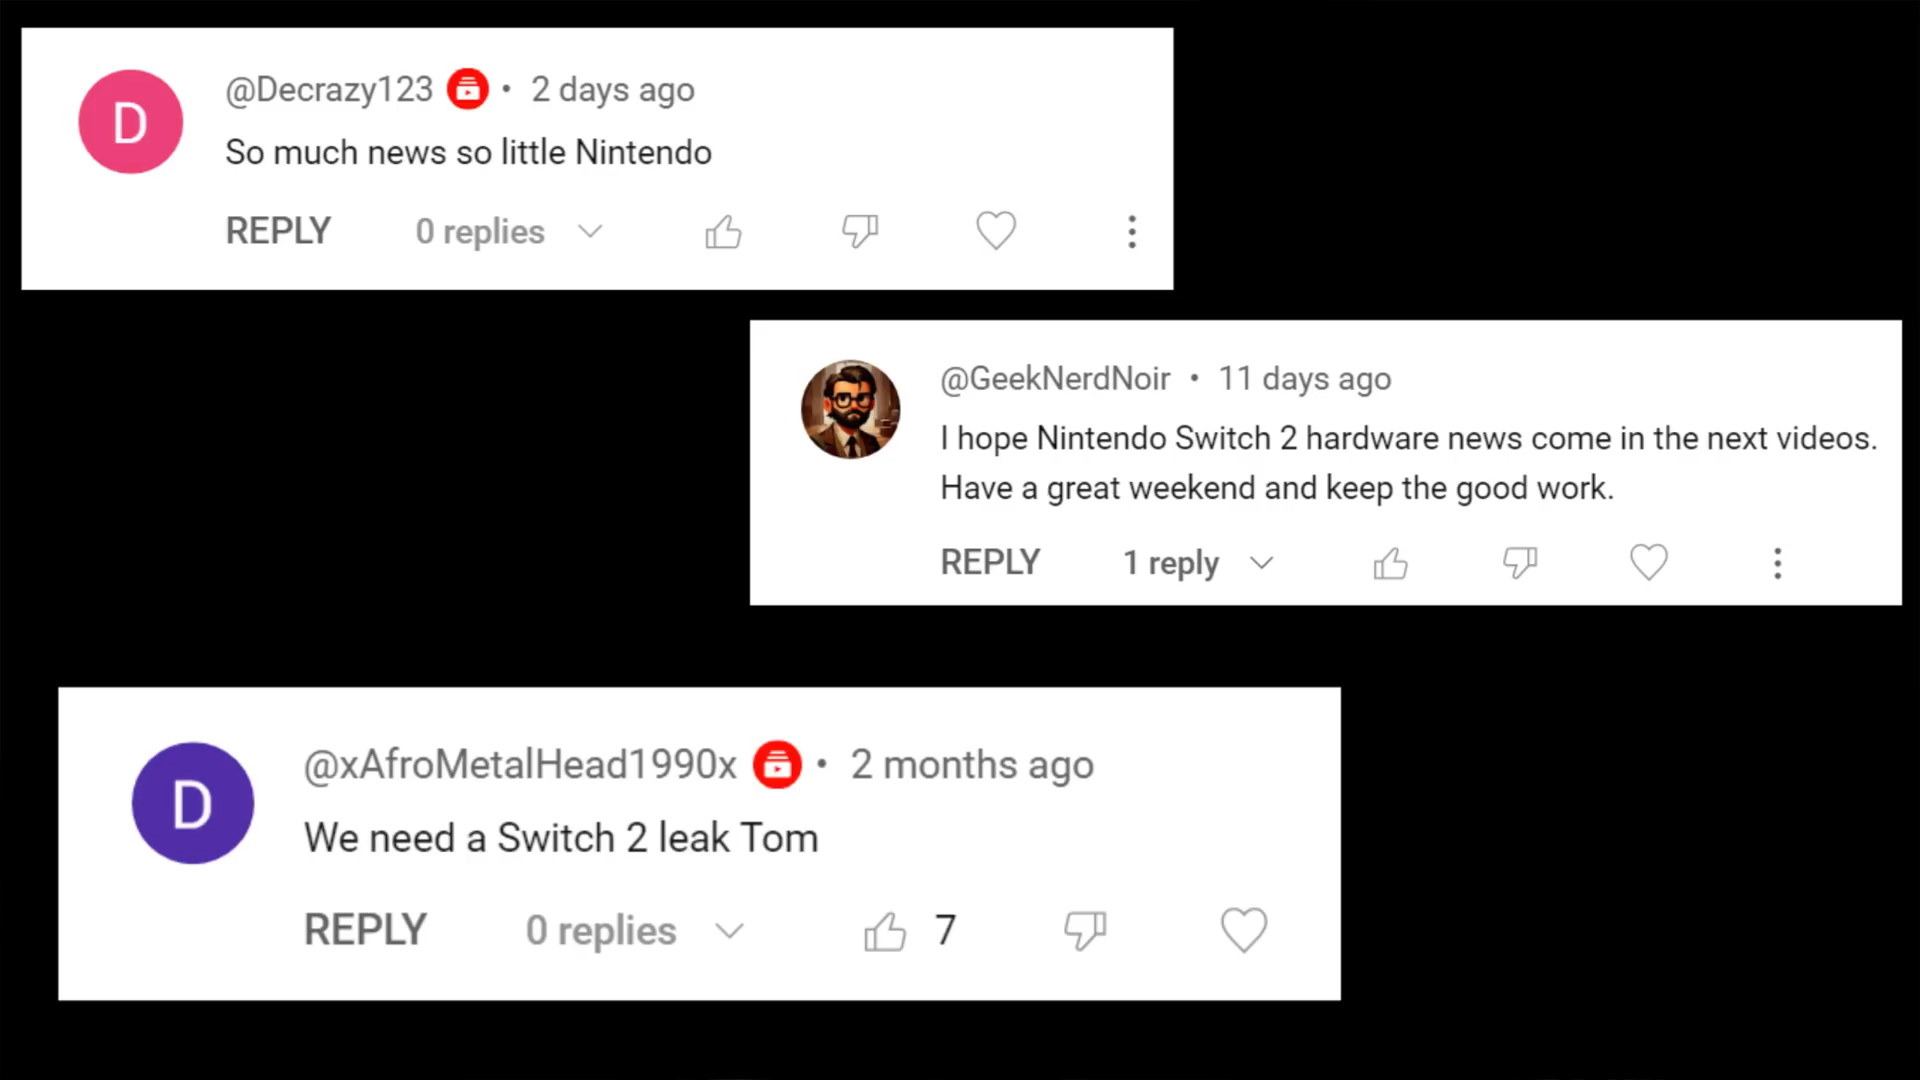 D
@Decrazy123 • 2 days ago
So much news so little Nintendo
REPLY 0 replies
@GeekNerdNoir • 11 days ago
I hope Nintendo Switch 2 hardware news come in the next videos.
Have a great weekend and keep the good work.
REPLY 1 reply
D
@xAfroMetalHead1990x • 2 months ago
We need a Switch 2 leak Tom
REPLY 0 replies 7